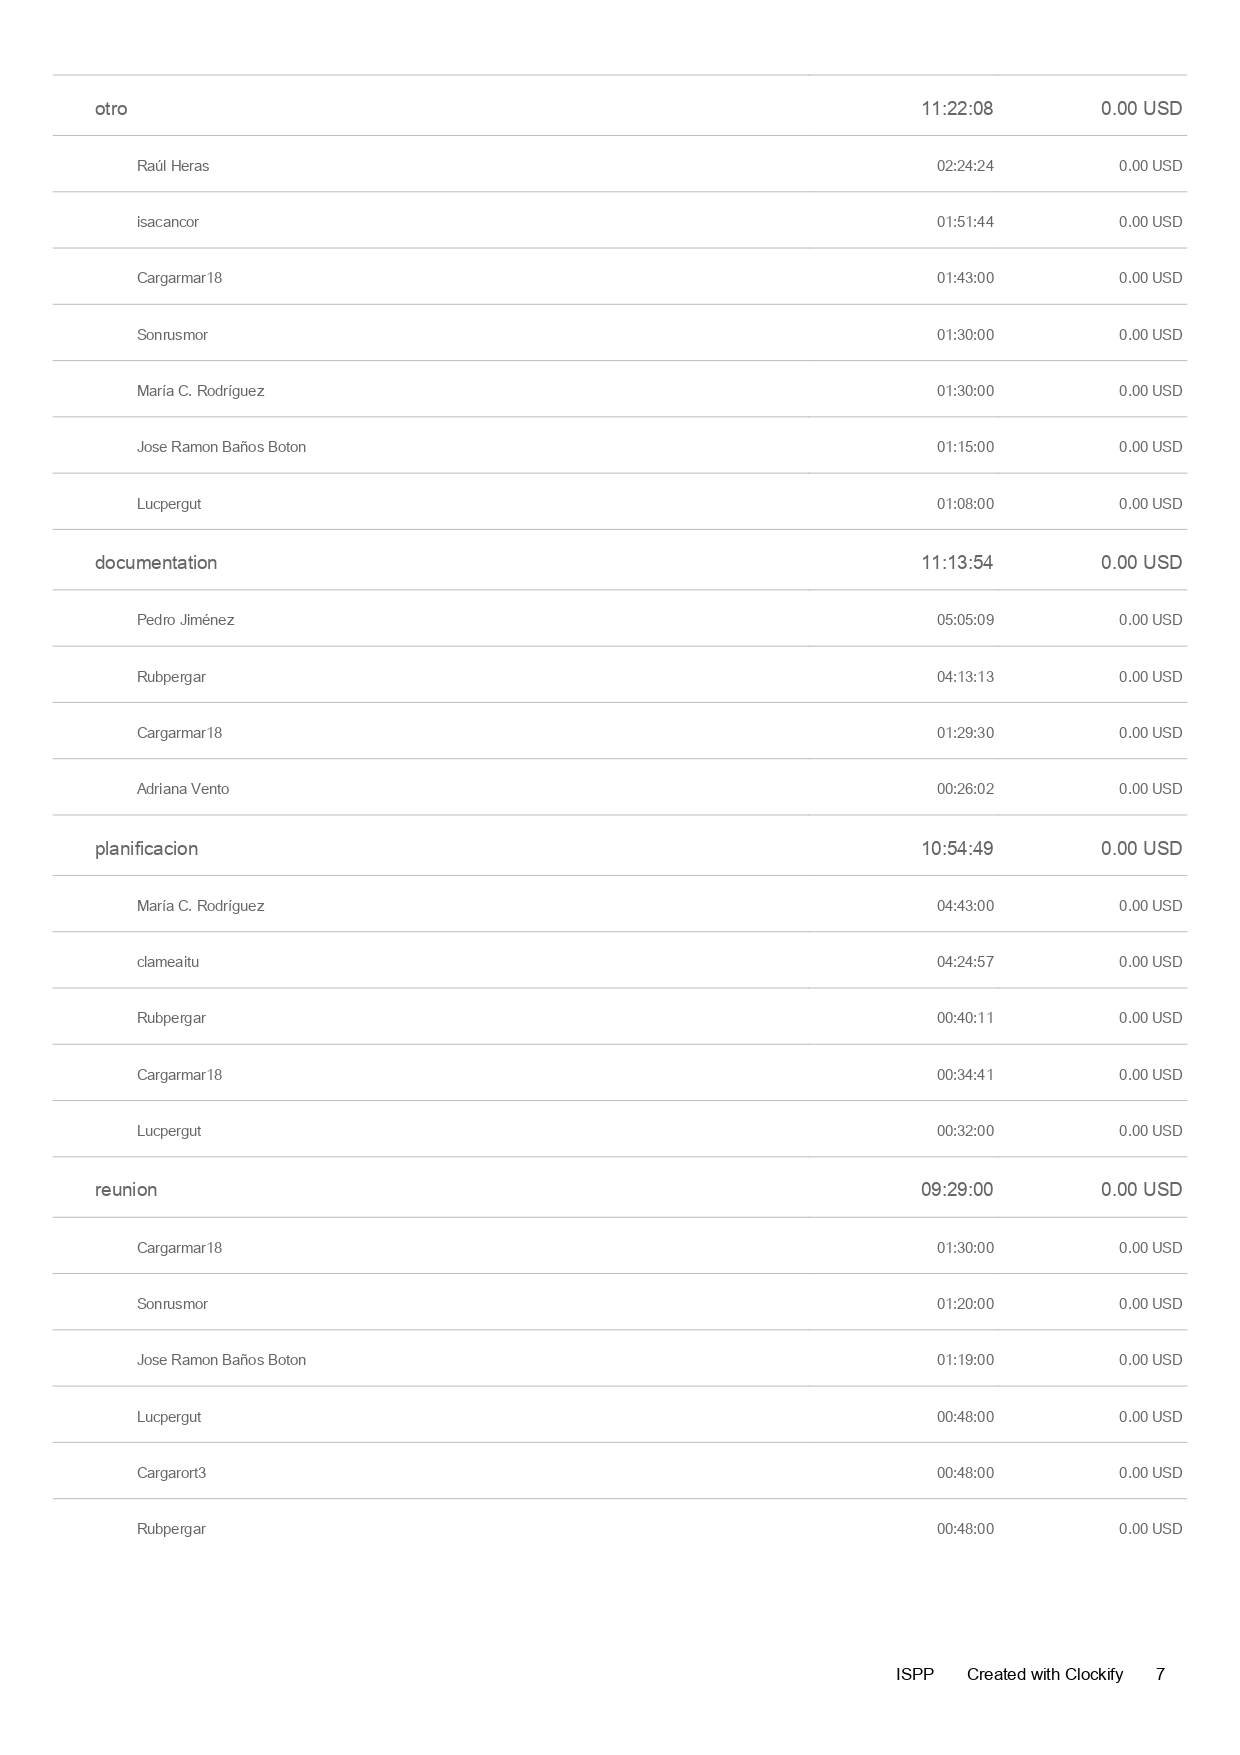 otro 11:22:08 0.00 USD
Raúl Heras 02:24:24 0.00 USD
isacancor 01:51:44 0.00 USD
Cargarmar18 01:43:00 0.00 USD
Sonrusmor 01:30:00 0.00 USD
María C. Rodríguez 01:30:00 0.00 USD
Jose Ramon Baños Boton 01:15:00 0.00 USD
Lucpergut 01:08:00 0.00 USD
documentation 11:13:54 0.00 USD
Pedro Jiménez 05:05:09 0.00 USD
Rubpergar 04:13:13 0.00 USD
Cargarmar18 01:29:30 0.00 USD
Adriana Vento 00:26:02 0.00 USD
planificacion 10:54:49 0.00 USD
María C. Rodríguez 04:43:00 0.00 USD
clameaitu 04:24:57 0.00 USD
Rubpergar 00:40:11 0.00 USD
Cargarmar18 00:34:41 0.00 USD
Lucpergut 00:32:00 0.00 USD
reunion 09:29:00 0.00 USD
Cargarmar18 01:30:00 0.00 USD
Sonrusmor 01:20:00 0.00 USD
Jose Ramon Baños Boton 01:19:00 0.00 USD
Lucpergut 00:48:00 0.00 USD
Cargarort3 00:48:00 0.00 USD
Rubpergar 00:48:00 0.00 USD
ISPP Created with Clockify 7